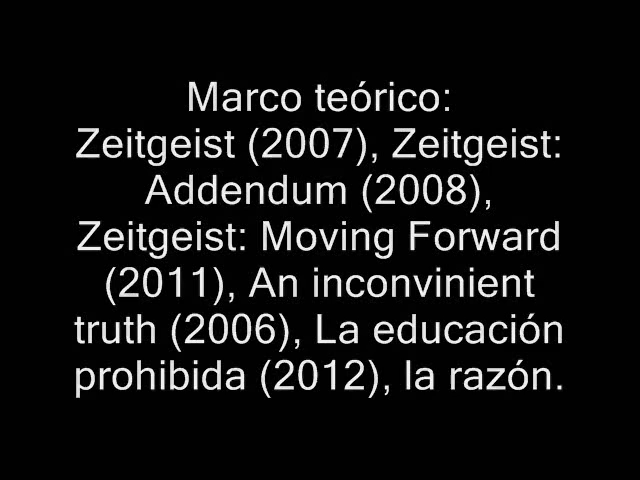 Marco teórico:
Zeitgeist (2007), Zeitgeist:
Addendum (2008),
Zeitgeist: Moving Forward
(2011), An inconvinient
truth (2006), La educación
prohibida (2012), la razón.